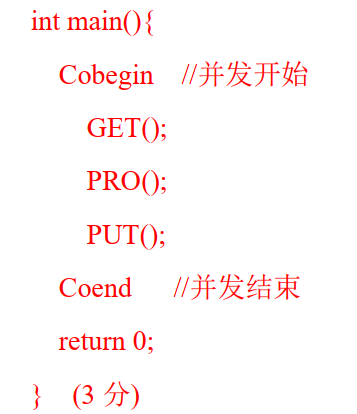 int main(){
Cobegin //并发开始
GET();
PRO();
PUT();
Coend //并发结束
return 0;
} (3 分)